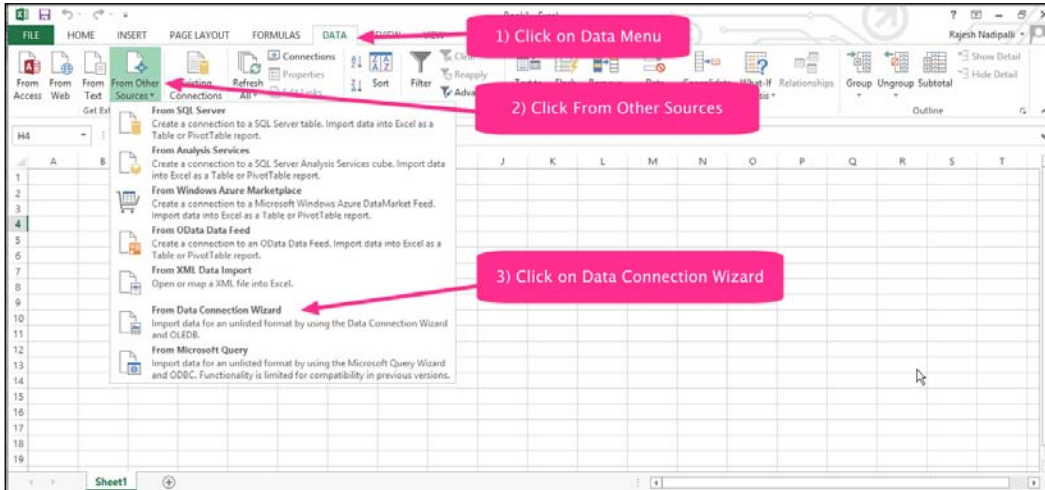 1) Click on Data Menu
FILE HOME INSERT PAGE LAYOUT FORMULAS DATA
Rajesh Nadipalli
From Access
From Web
From Text
From Other Sources
Existing Connections
Refresh All
Connections
Properties
Edit Links
Sort
Filter
Clear
Reapply
What-If
Relationships
Group
Ungroup
Subtotal
Show Detail
Hide Detail
Outline
2) Click From Other Sources
H4
From SQL Server
Create a connection to a SQL Server table. Import data into Excel as a
Table or PivotTable report.
From Analysis Services
Create a connection to a SQL Server Analysis Services cube. Import data
into Excel as a Table or PivotTable report.
From Windows Azure Marketplace
Create a connection to a Microsoft Windows Azure DataMarket Feed.
Import data into Excel as a Table or PivotTable report.
From OData Data Feed
Create a connection to an OData Data Feed. Import data into Excel as a
Table or PivotTable report.
From XML Data Import
Open or map a XML file into Excel.
From Data Connection Wizard
Import data for an unlisted format by using the Data Connection Wizard
and OLEDB.
From Microsoft Query
Import data for an unlisted format by using the Microsoft Query Wizard
and ODBC. Functionality is limited for compatibility in previous versions.
3) Click on Data Connection Wizard
A B J K L M N O P Q R S T
1
2
3
4
5
6
7
8
9
10
11
12
13
14
15
16
17
18
19
Sheet1